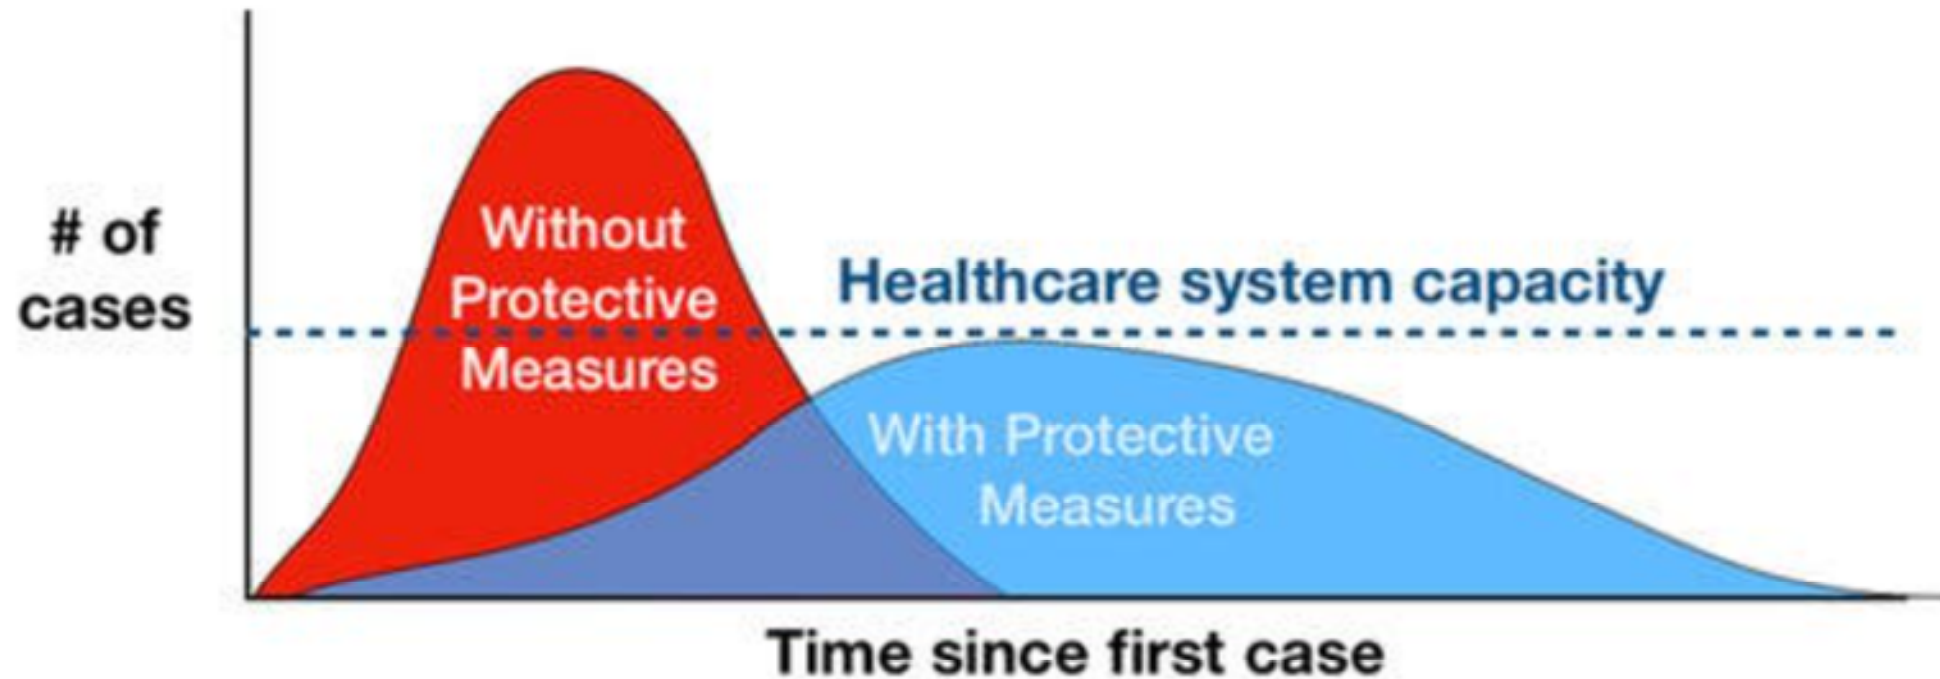 # of
cases
Without
Protective
Measures
Healthcare system capacity
With Protective
Measures
Time since first case